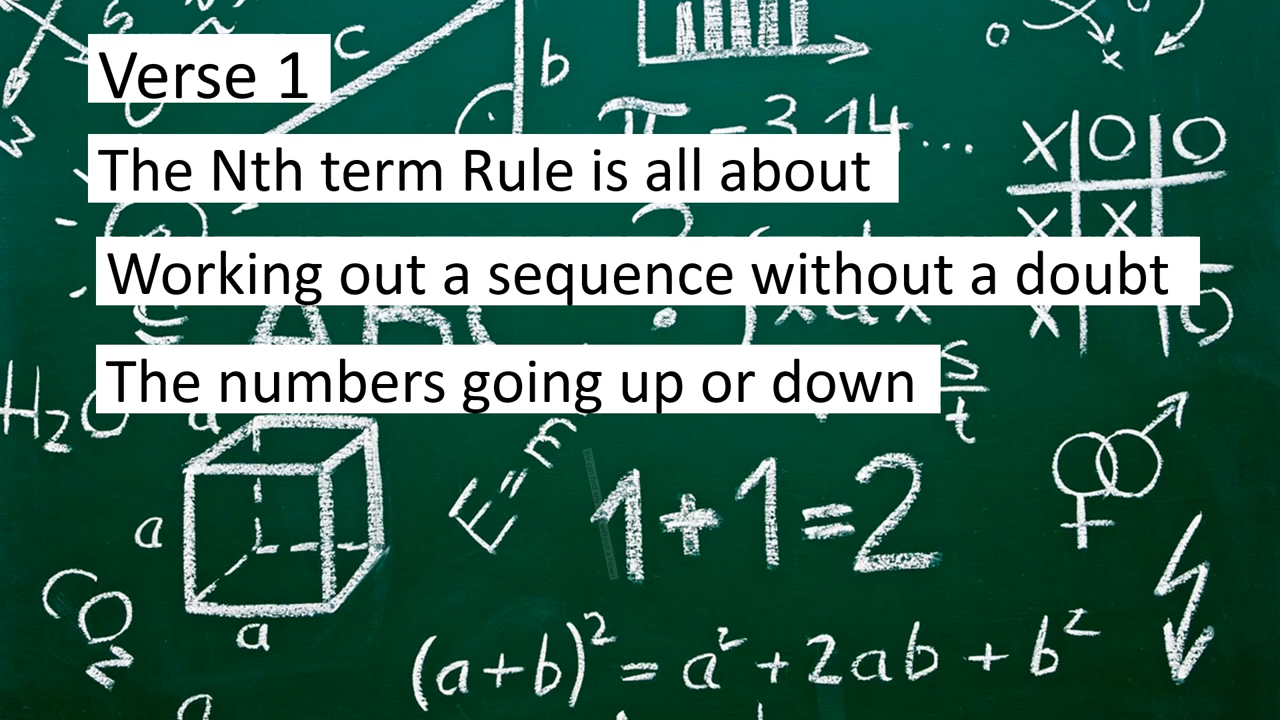 Verse 1
The Nth term Rule is all about
Working out a sequence without a doubt
The numbers going up or down
c
b
π = 3,14...
X O O
X X
X O
H2O
a
s/t
E=m
1+1=2
a
a
CO2
(a+b)² = a² + 2ab + b²